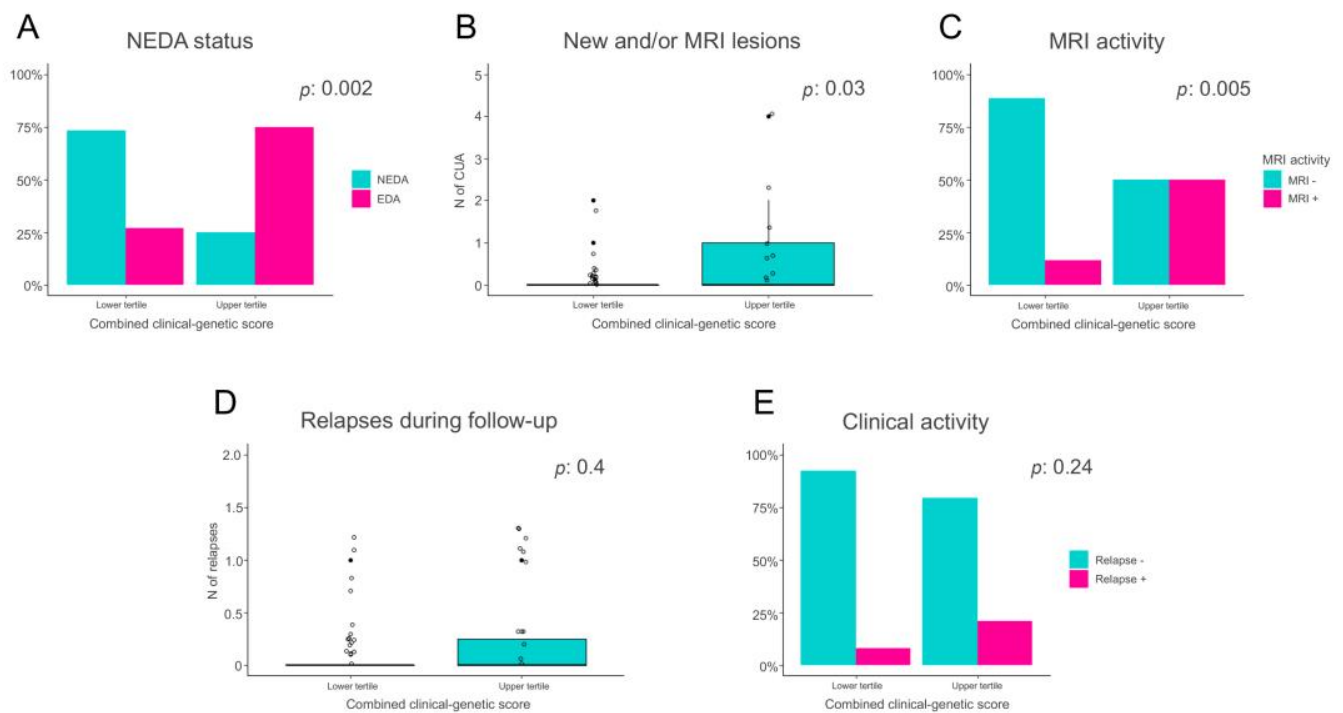 A
NEDA status
p: 0.002
100%
75%
50%
25%
0%
Lower tertile
Upper tertile
Combined clinical-genetic score
NEDA
EDA
B
New and/or MRI lesions
p: 0.03
N of CUA
5
4
3
2
1
0
Lower tertile
Upper tertile
Combined clinical-genetic score
C
MRI activity
p: 0.005
100%
75%
50%
25%
0%
Lower tertile
Upper tertile
Combined clinical-genetic score
MRI activity
MRI -
MRI +
D
Relapses during follow-up
p: 0.4
N of relapses
2.0
1.5
1.0
0.5
0
Lower tertile
Upper tertile
Combined clinical-genetic score
E
Clinical activity
p: 0.24
100%
75%
50%
25%
0%
Lower tertile
Upper tertile
Combined clinical-genetic score
Relapse -
Relapse +